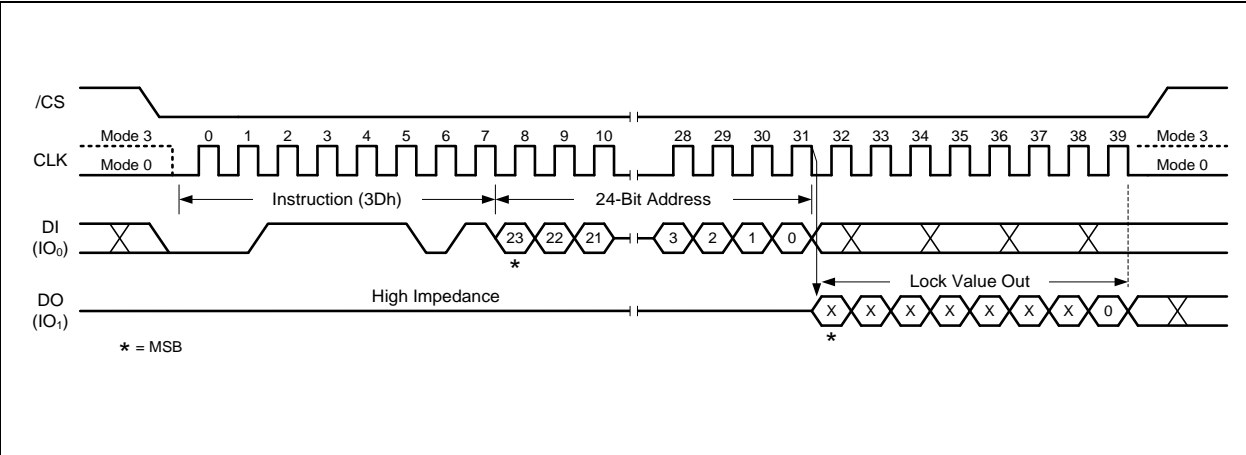 /CS
Mode 3 0 1 2 3 4 5 6 7 8 9 10 28 29 30 31 32 33 34 35 36 37 38 39 Mode 3
CLK
Mode 0 Mode 0
Instruction (3Dh) 24-Bit Address
DI
(IO₀)
23 22 21 3 2 1 0
*
Lock Value Out
High Impedance
DO
(IO₁)
X X X X X X X 0
*
* = MSB